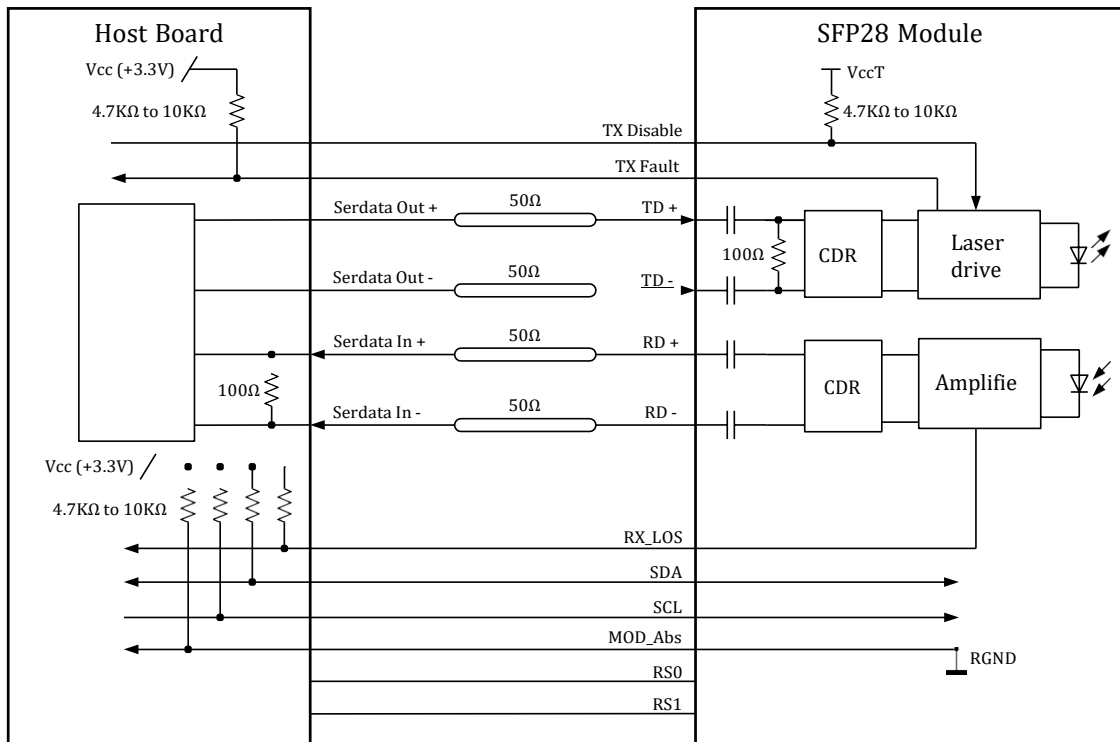 Host Board
SFP28 Module
Vcc (+3.3V)
VccT
4.7KΩ to 10KΩ
4.7KΩ to 10KΩ
TX Disable
TX Fault
Serdata Out +
50Ω
TD +
100Ω
CDR
Laser
drive
Serdata Out -
50Ω
TD -
Serdata In +
50Ω
RD +
100Ω
CDR
Amplifie
Serdata In -
50Ω
RD -
Vcc (+3.3V)
4.7KΩ to 10KΩ
RX_LOS
SDA
SCL
MOD_Abs
RGND
RS0
RS1